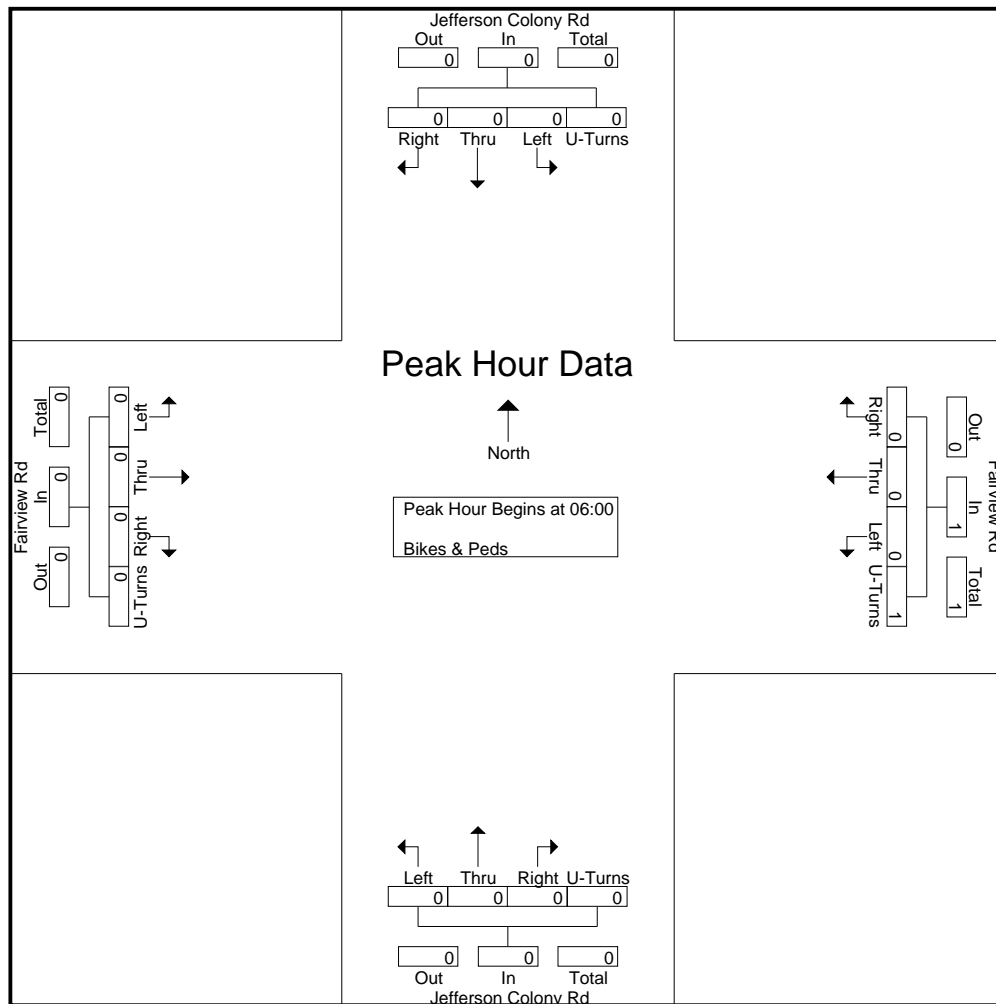 Jefferson Colony Rd
Out In Total
0 0 0
0 0 0 0
Right Thru Left U-Turns
Peak Hour Data
North
Peak Hour Begins at 06:00
Bikes & Peds
Fairview Rd
Out In Total
0 0 0
0 0 0 0
Left Thru Right U-Turns
Fairview Rd
Out In Total
0 1 1
0 0 0 1
Right Thru Left U-Turns
Left Thru Right U-Turns
0 0 0 0
0 0 0
Out In Total
Jefferson Colony Rd